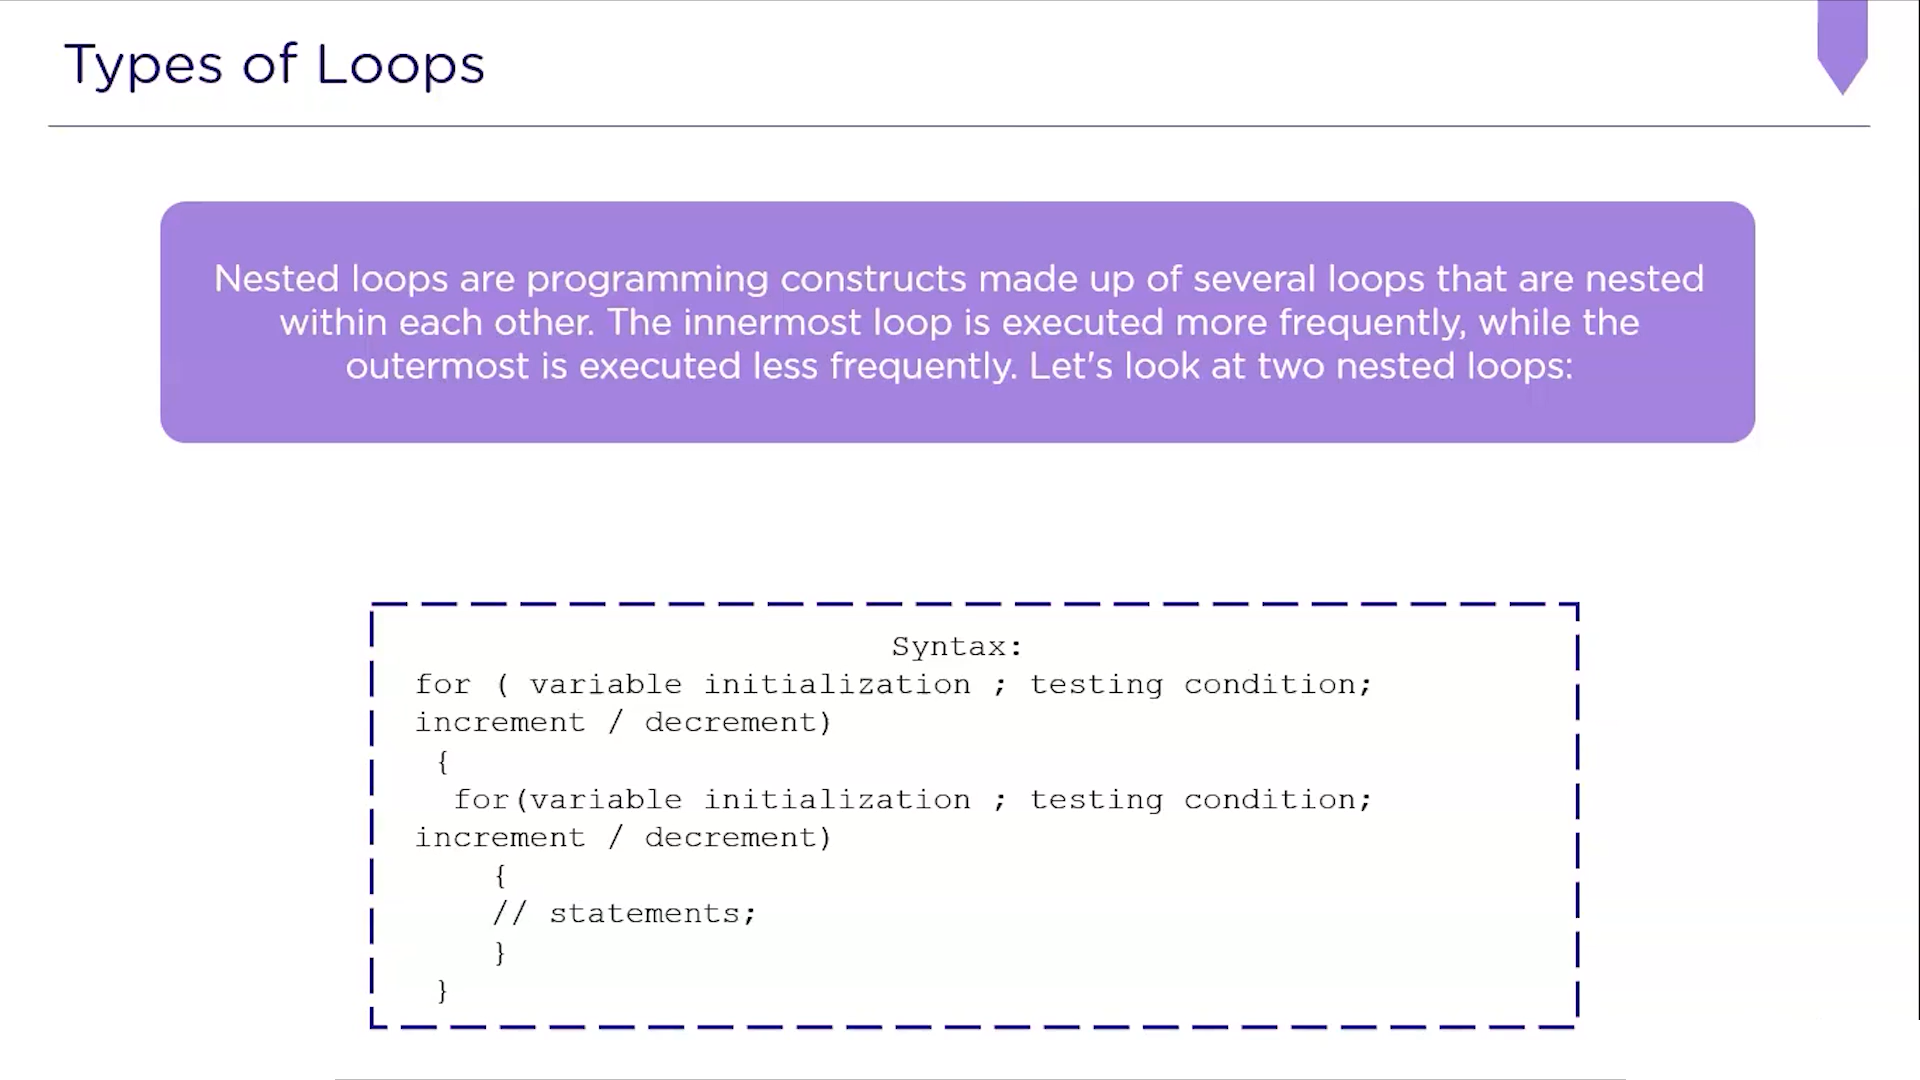 Types of Loops
Nested loops are programming constructs made up of several loops that are nested
within each other. The innermost loop is executed more frequently, while the
outermost is executed less frequently. Let's look at two nested loops:
Syntax:
for ( variable initialization ; testing condition;
increment / decrement)
{
for(variable initialization ; testing condition;
increment / decrement)
{
// statements;
}
}